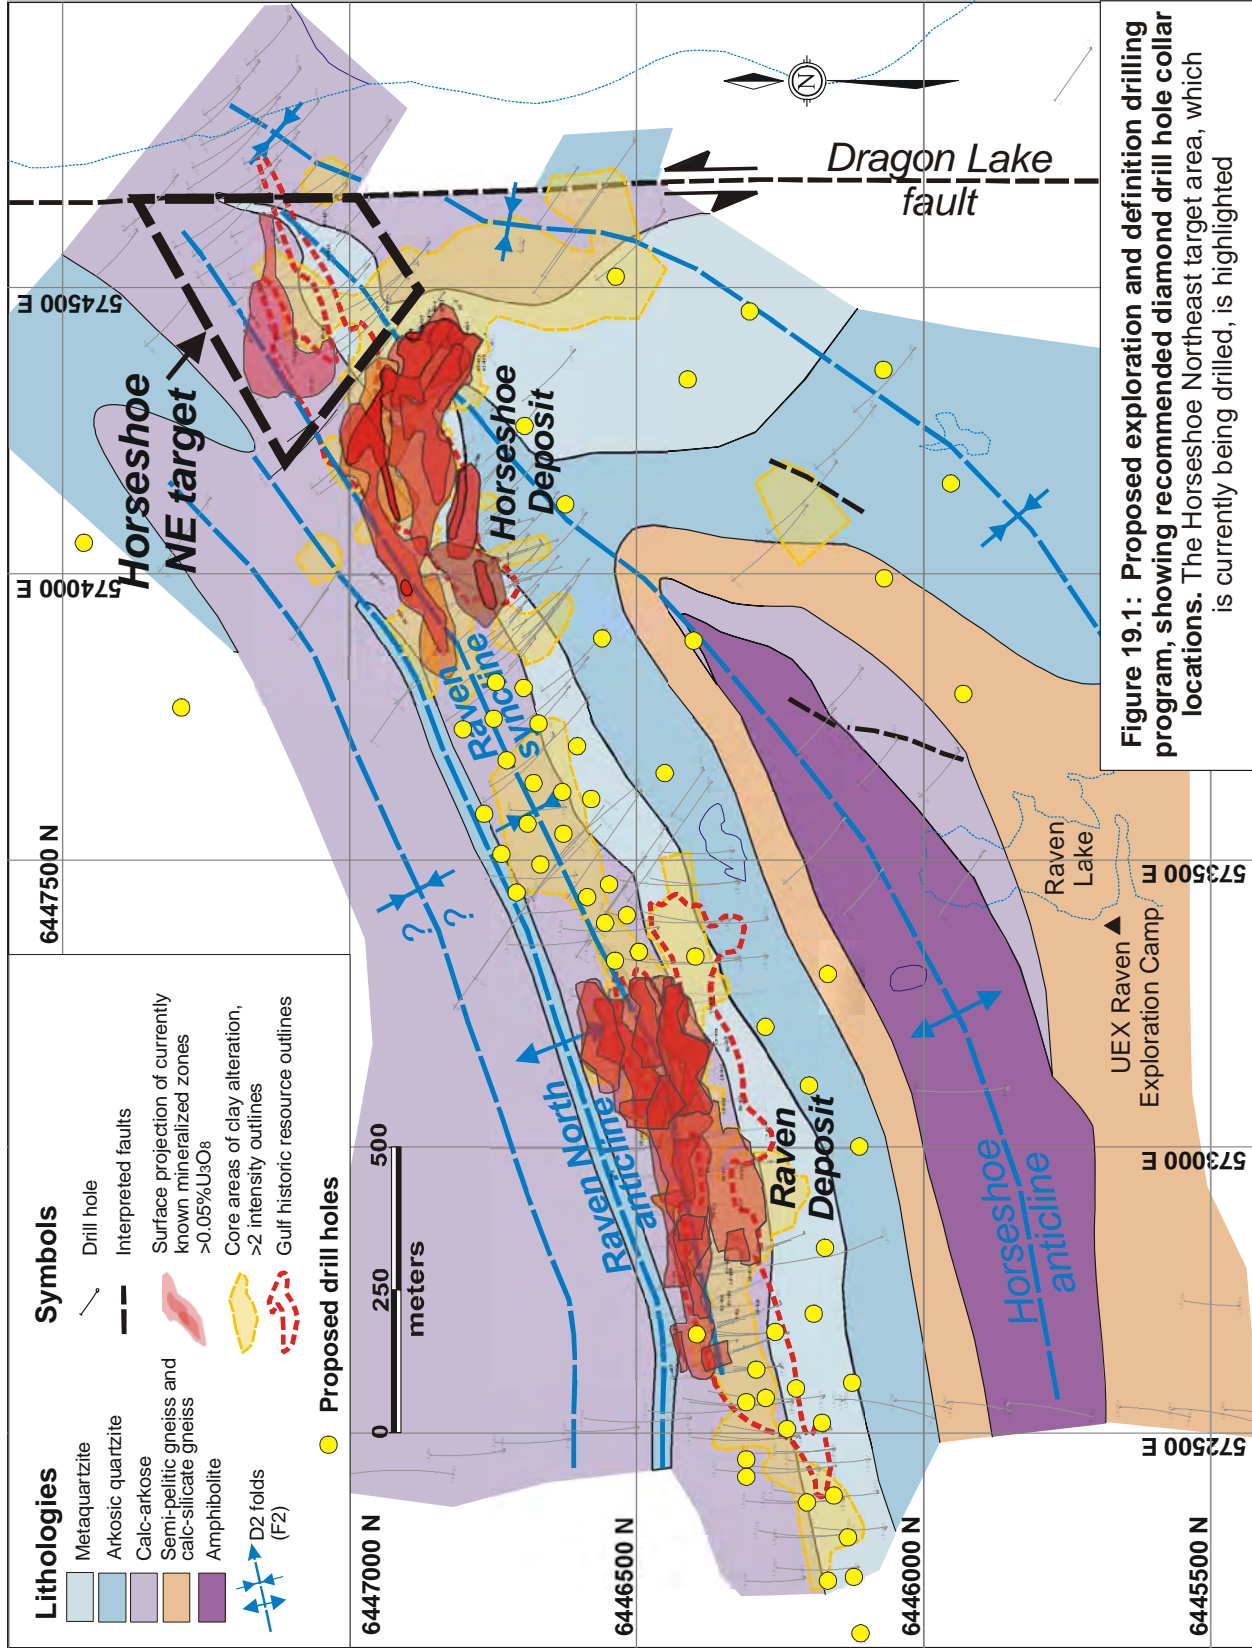 Lithologies
Metaquartzite
Arkosic quartzite
Calc-arkose
Semi-pelitic gneiss and
calc-silicate gneiss
Amphibolite
D2 folds
(F2)
Symbols
Drill hole
Interpreted faults
Surface projection of currently
known mineralized zones
>0.05%U₃O₈
Core areas of clay alteration,
>2 intensity outlines
Gulf historic resource outlines
Proposed drill holes
0
250
500
meters
6447500 N
6447000 N
6446500 N
6446000 N
6445500 N
572500 E
573000 E
573500 E
574000 E
574500 E
Horseshoe
NE target
Horseshoe
Deposit
Dragon Lake
fault
N
Raven
syncline
?
?
Raven North
anticline
Raven
Deposit
Horseshoe
anticline
Raven
Lake
UEX Raven
Exploration Camp
Figure 19.1: Proposed exploration and definition drilling
program, showing recommended diamond drill hole collar
locations. The Horseshoe Northeast target area, which
is currently being drilled, is highlighted